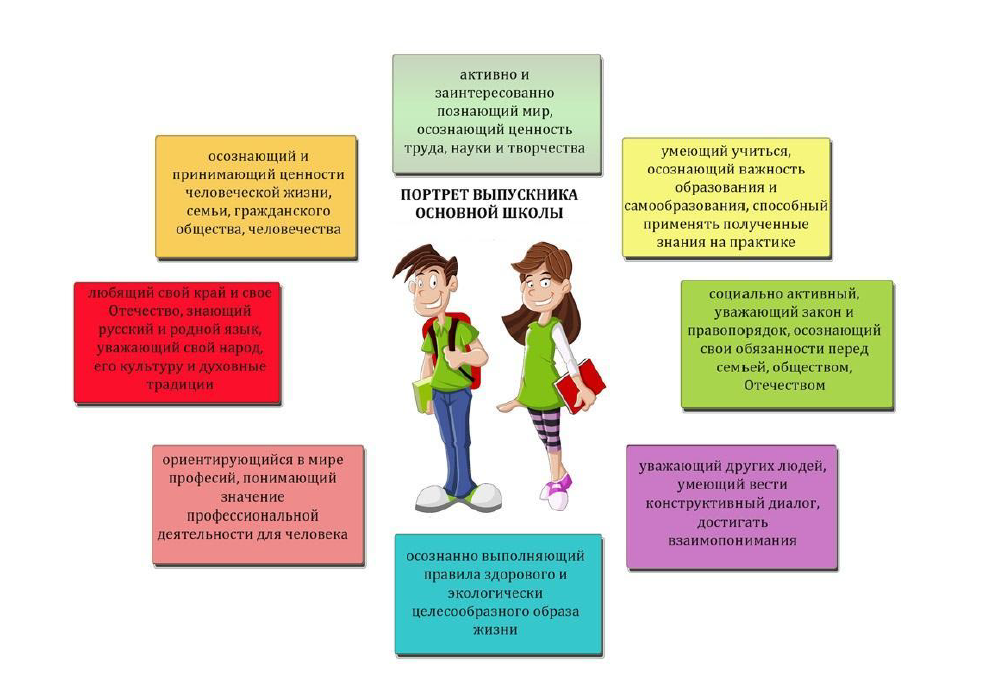 активно и
заинтересованно
познающий мир,
осознающий ценность
труда, науки и творчества
осознающий и
принимающий ценности
человеческой жизни,
семьи, гражданского
общества, человечества
умеющий учиться,
осознающий важность
образования и
самообразования, способный
применять полученные
знания на практике
ПОРТРЕТ ВЫПУСКНИКА
ОСНОВНОЙ ШКОЛЫ
любящий свой край и свое
Отечество, знающий
русский и родной язык,
уважающий свой народ,
его культуру и духовные
традиции
социально активный,
уважающий закон и
правопорядок, осознающий
свои обязанности перед
семьей, обществом,
Отечеством
ориентирующийся в мире
професий, понимающий
значение
профессиональной
деятельности для человека
уважающий других людей,
умеющий вести
конструктивный диалог,
достигать
взаимопонимания
осознанно выполняющий
правила здорового и
экологически
целесообразного образа
жизни